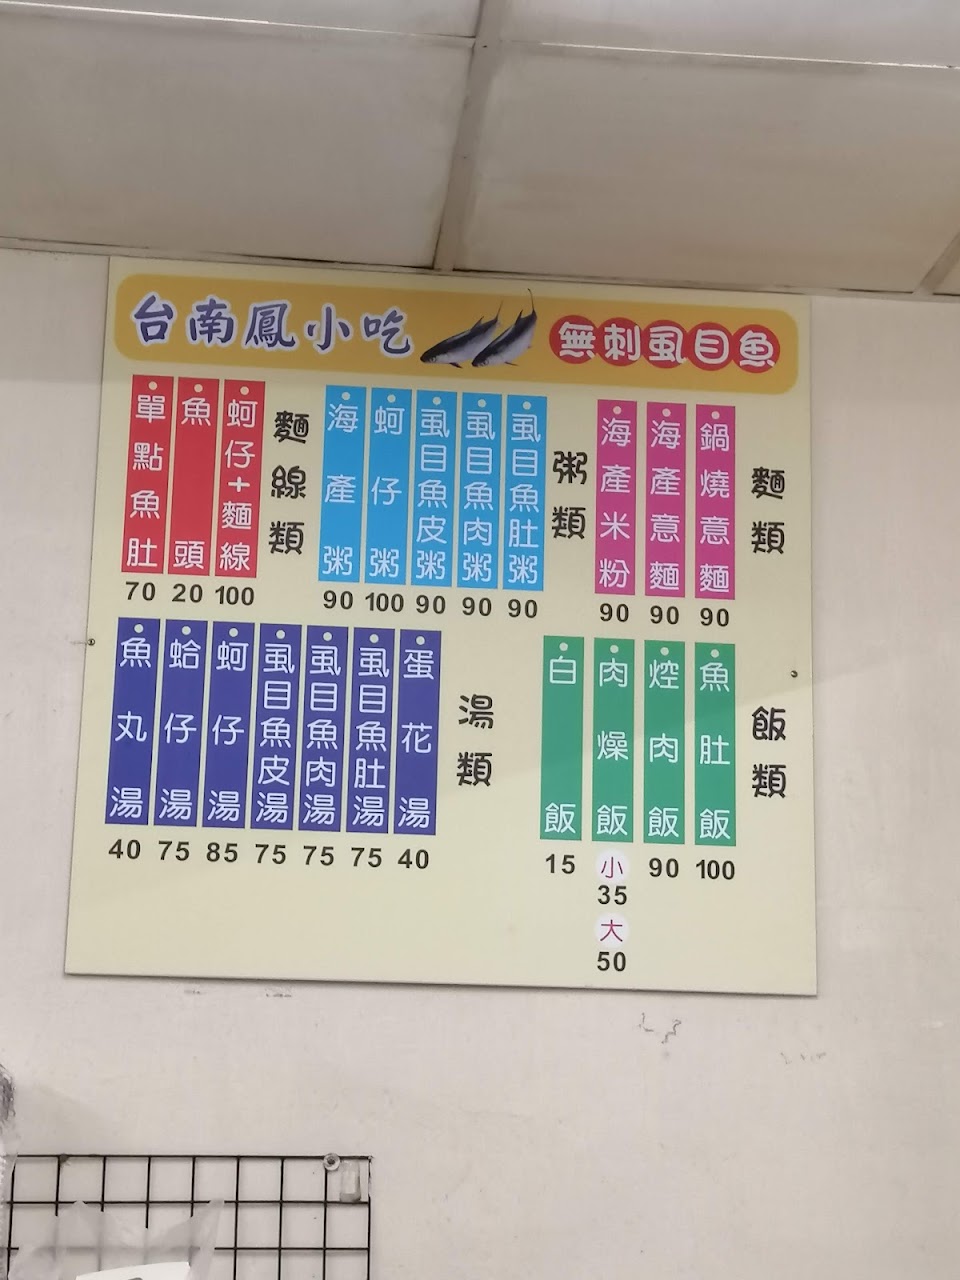 台南鳳小吃 無刺虱目魚
麵類
鍋燒意麵 90
海產意麵 90
海產米粉 90
粥類
虱目魚肚粥 90
虱目魚肉粥 90
虱目魚皮粥 90
蚵仔粥 100
海產粥 90
麵線類
蚵仔+麵線 100
魚頭 20
單點魚肚 70
飯類
魚肚飯 100
焢肉飯 90
肉燥飯 小 35 大 50
白飯 15
湯類
蛋花湯 40
虱目魚肚湯 75
虱目魚肉湯 75
虱目魚皮湯 75
蚵仔湯 85
蛤仔湯 75
魚丸湯 40